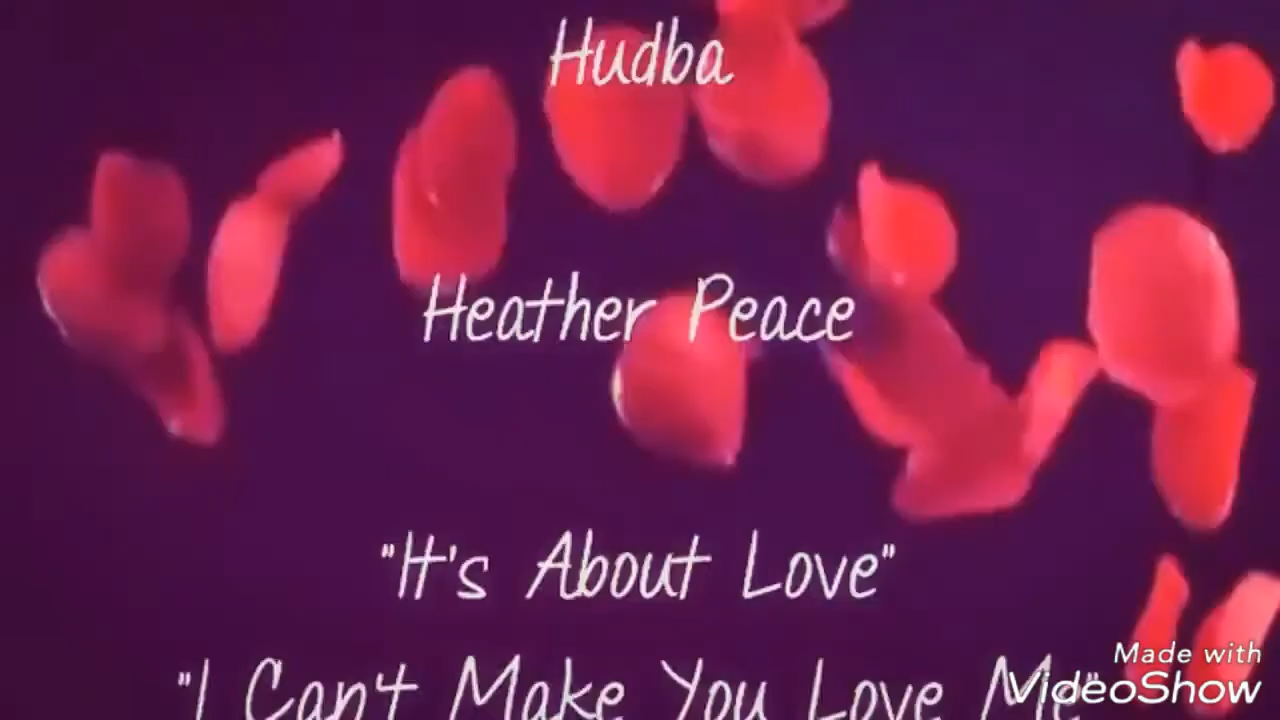 Hudba
Heather Peace
"It's About Love"
"I Can't Make You Love Me"
Made with
VideoShow